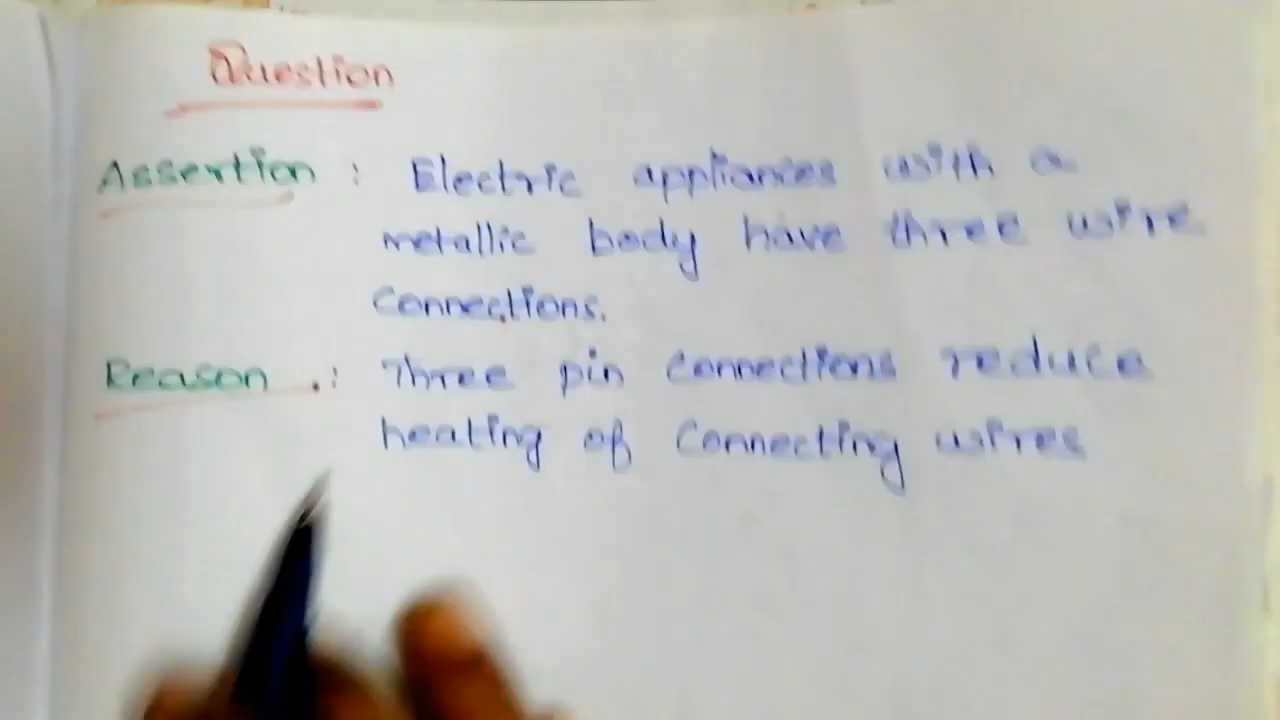 Question
Assertion : Electric appliances with a
metallic body have three wire
connections.
Reason : Three pin connections reduce
heating of connecting wires